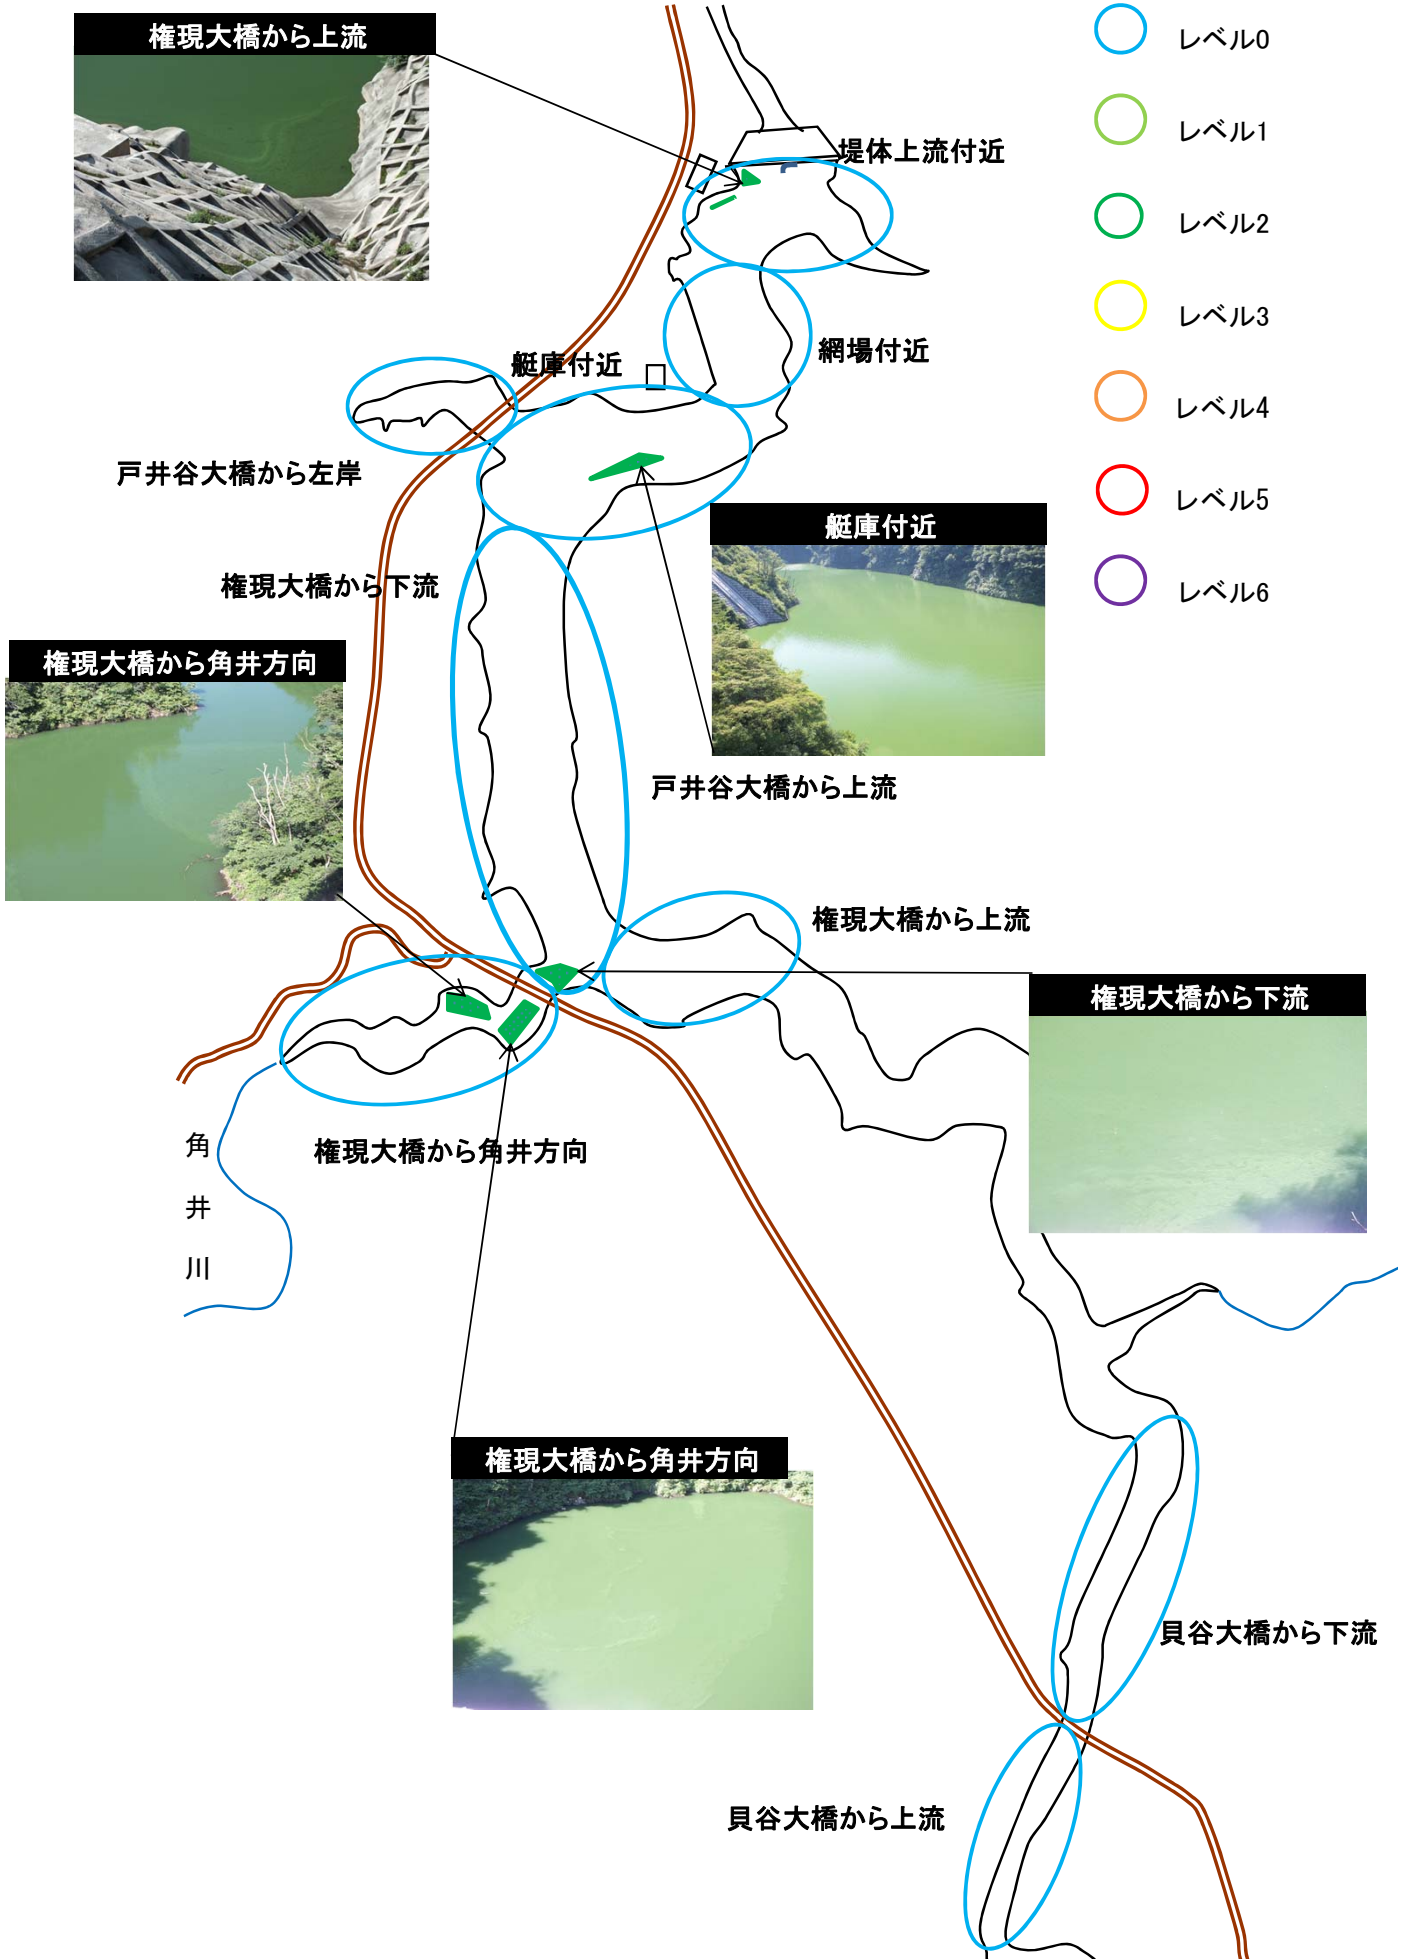 権現大橋から上流
レベル0
レベル1
レベル2
レベル3
レベル4
レベル5
レベル6
堤体上流付近
網場付近
艇庫付近
戸井谷大橋から左岸
艇庫付近
権現大橋から下流
権現大橋から角井方向
戸井谷大橋から上流
権現大橋から上流
権現大橋から下流
権現大橋から角井方向
角
井
川
権現大橋から角井方向
貝谷大橋から下流
貝谷大橋から上流